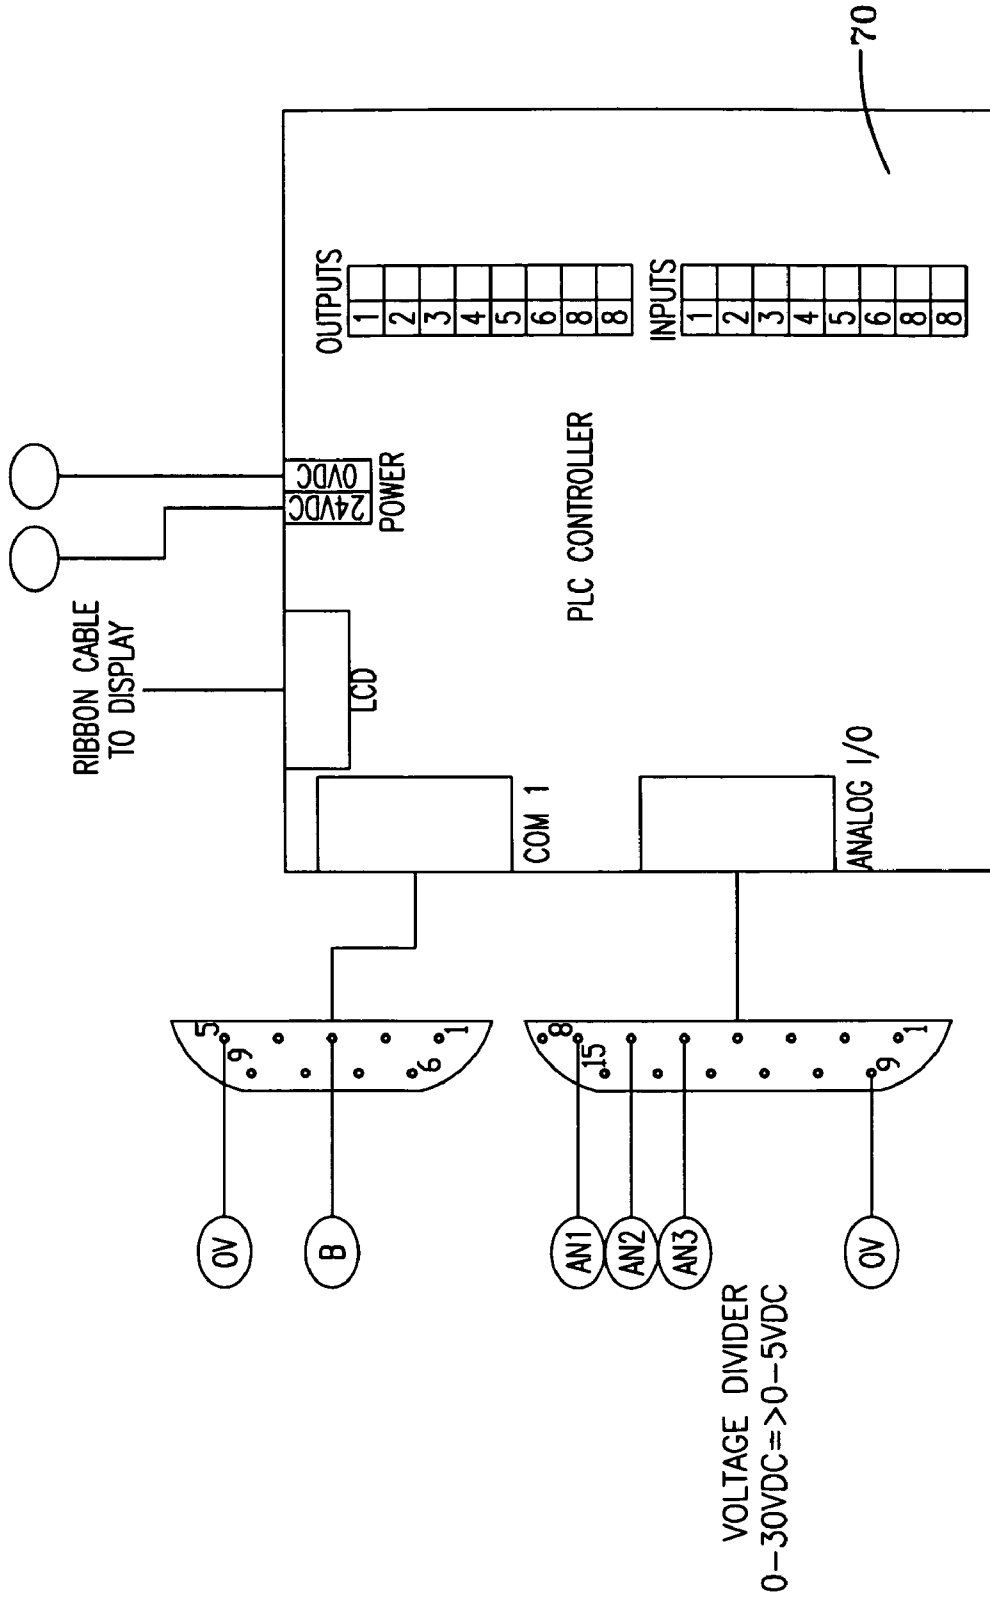 RIBBON CABLE
TO DISPLAY
5
9
0V
B
6
1
LCD
24VDC
0VDC
POWER
COM 1
OUTPUTS
1
2
3
4
5
6
8
8
PLC CONTROLLER
8
15
AN1
AN2
AN3
0V
9
1
VOLTAGE DIVIDER
0-30VDC=>0-5VDC
ANALOG I/O
INPUTS
1
2
3
4
5
6
8
8
70